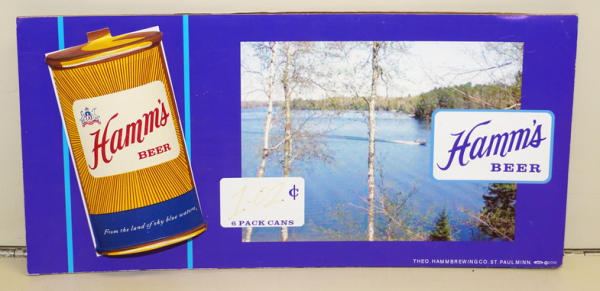 Hamm's
BEER
From the land of sky blue waters
¢
6 PACK CANS
Hamm's
BEER
THEO. HAMM BREWING CO. ST. PAUL MINN.